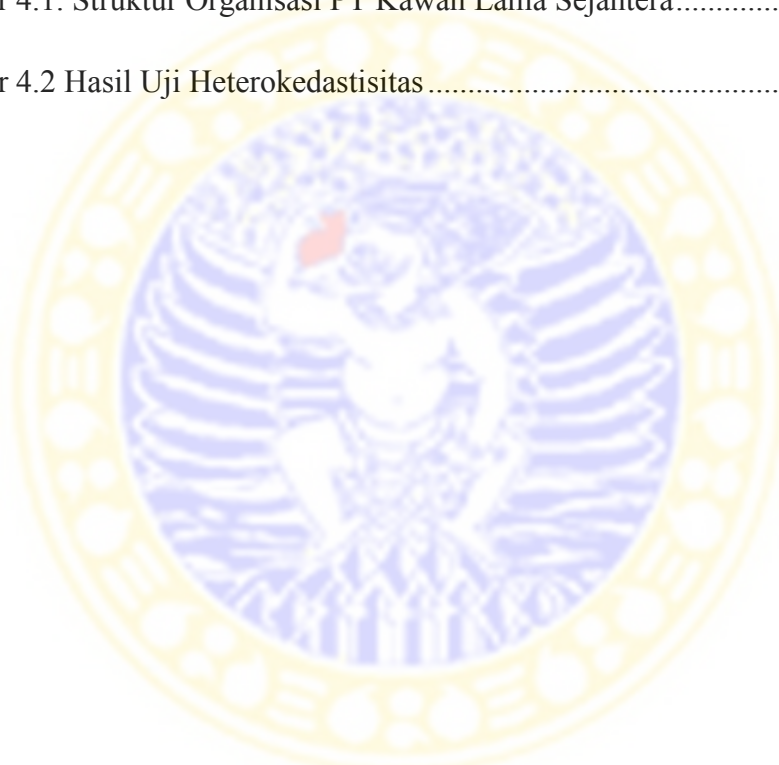 r 4.1. Struktur Organisasi PT Kawan Lama Sejahtera..............
r 4.2 Hasil Uji Heterokedastisitas............................................